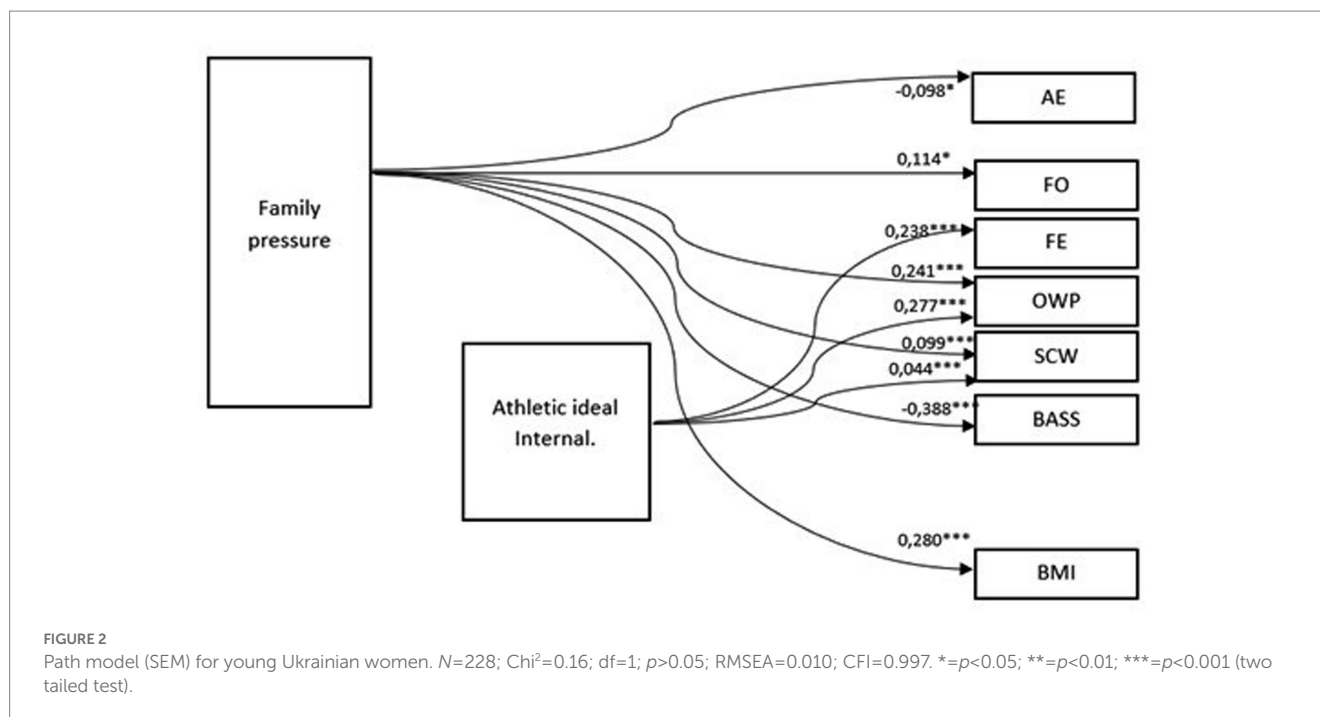 -0,098*
AE
0,114*
FO
Family
pressure
0,238***
FE
0,241***
OWP
0,277***
0,099***
SCW
0,044***
Athletic ideal
Internal.
-0,388***
BASS
0,280***
BMI
FIGURE 2
Path model (SEM) for young Ukrainian women. N=228; Chi²=0.16; df=1; p>0.05; RMSEA=0.010; CFI=0.997. *=p<0.05; **=p<0.01; ***=p<0.001 (two
tailed test).